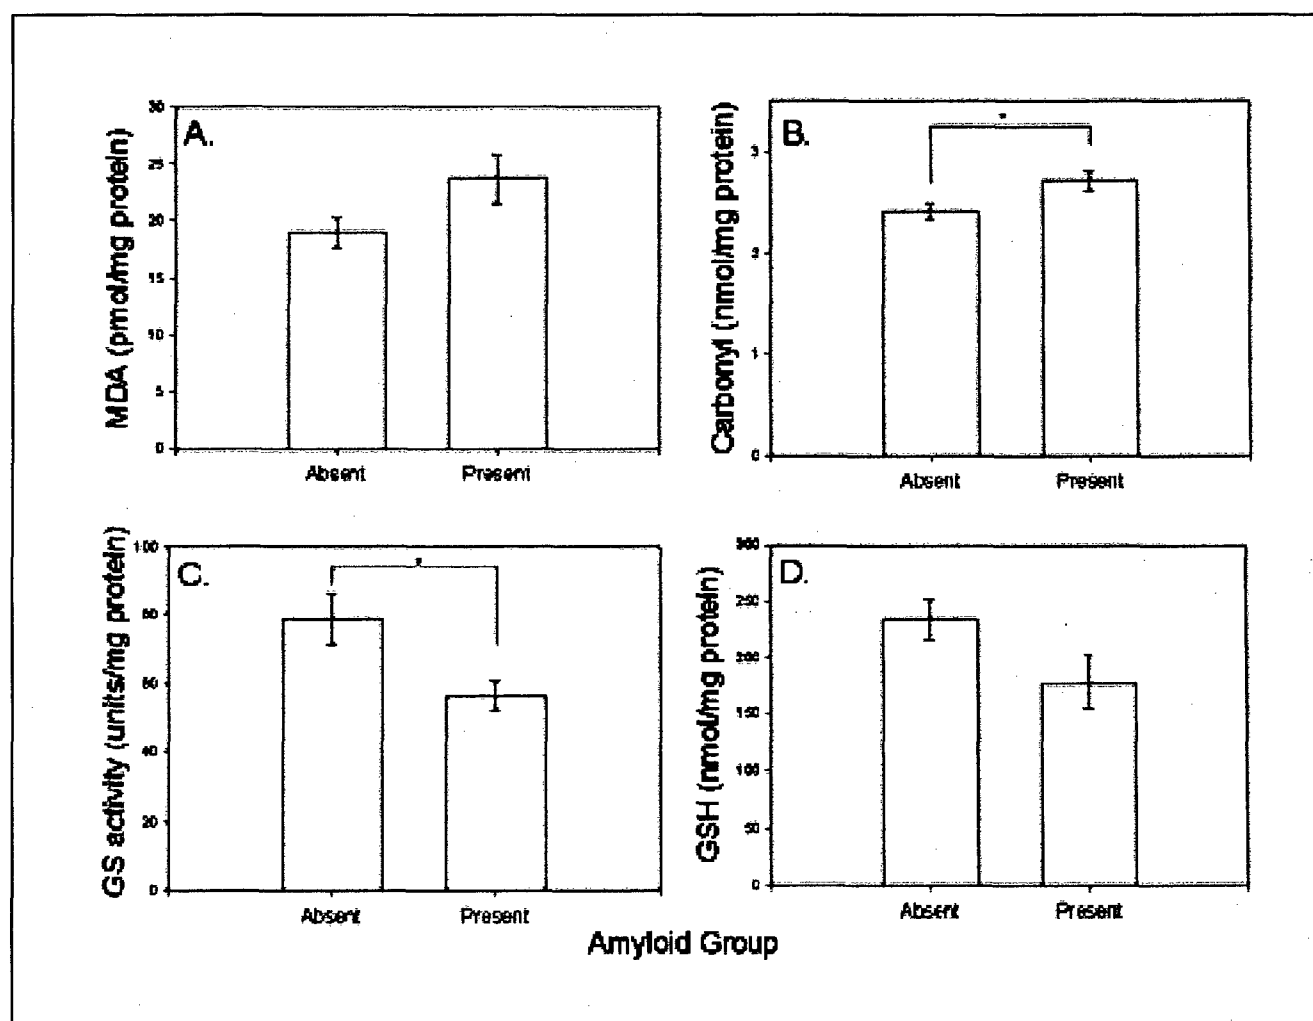 A.
MDA (pmol/mg protein)
30
25
20
15
10
5
0
Absent Present
B.
Carbonyl (nmol/mg protein)
3
2
1
0
Absent Present
*
C.
GS activity (units/mg protein)
100
80
60
40
20
0
Absent Present
*
D.
GSH (nmol/mg protein)
300
250
200
150
100
50
0
Absent Present
Amyloid Group